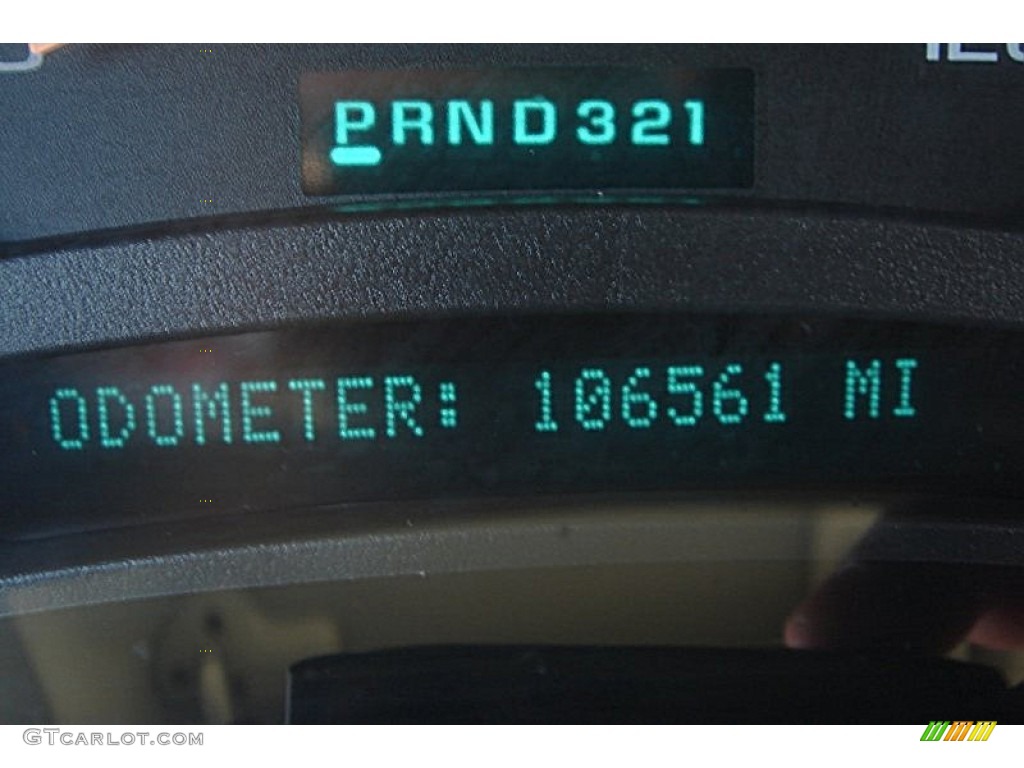 PRND321
ODOMETER: 106561 MI
GTcarlot.com